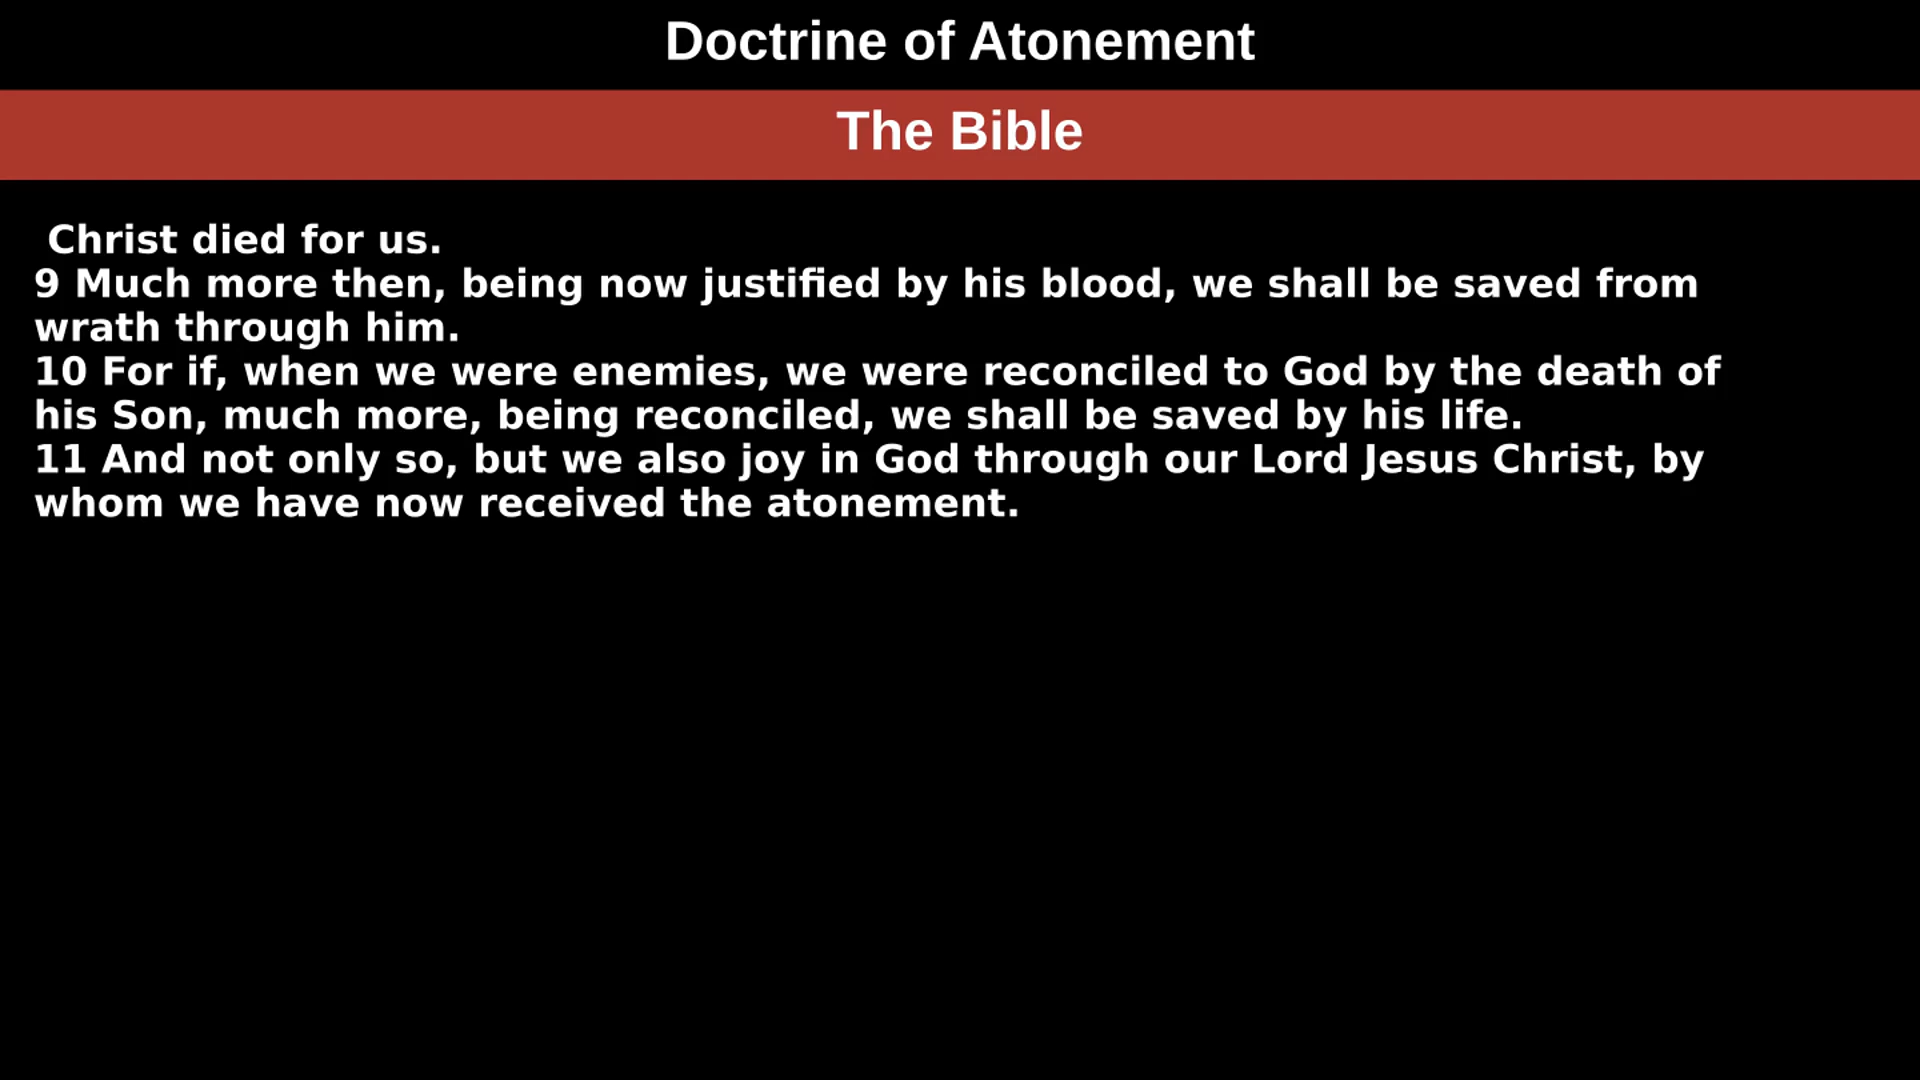 Doctrine of Atonement
The Bible
Christ died for us.
9 Much more then, being now justified by his blood, we shall be saved from
wrath through him.
10 For if, when we were enemies, we were reconciled to God by the death of
his Son, much more, being reconciled, we shall be saved by his life.
11 And not only so, but we also joy in God through our Lord Jesus Christ, by
whom we have now received the atonement.